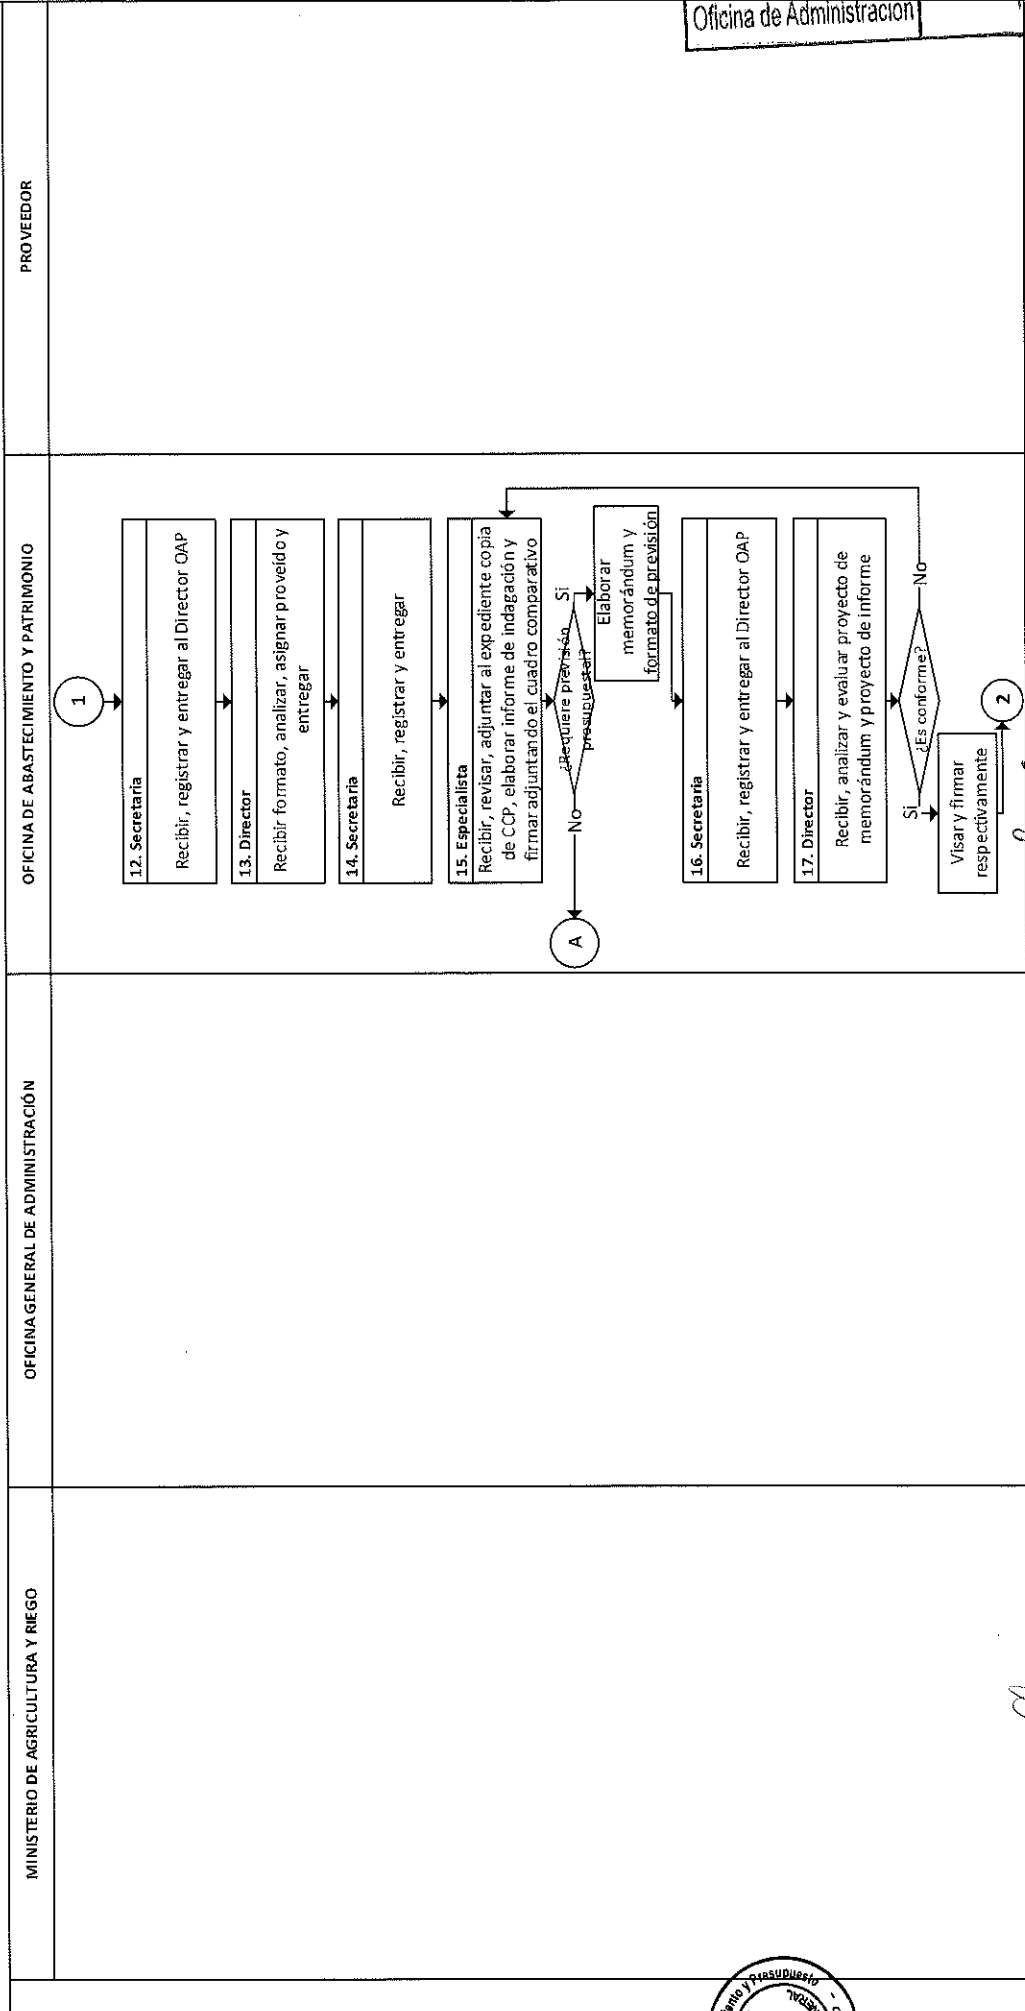 MINISTERIO DE AGRICULTURA Y RIEGO
OFICINA GENERAL DE ADMINISTRACIÓN
OFICINA DE ABASTECIMIENTO Y PATRIMONIO
PROVEEDOR
1
12. Secretaria
Recibir, registrar y entregar al Director OAP
13. Director
Recibir formato, analizar, asignar proveído y
entregar
14. Secretaria
Recibir, registrar y entregar
15. Especialista
Recibir, revisar, adjuntar al expediente copia
de CCP, elaborar informe de indagación y
firmar adjuntando el cuadro comparativo
¿Requiere previsión
presupuestal?
No
Si
A
Elaborar
memorándum y
formato de previsión
16. Secretaria
Recibir, registrar y entregar al Director OAP
17. Director
Recibir, analizar y evaluar proyecto de
memorándum y proyecto de informe
¿Es conforme?
Si
No
Visar y firmar
respectivamente
2
Oficina de Administración
y Presupuesto